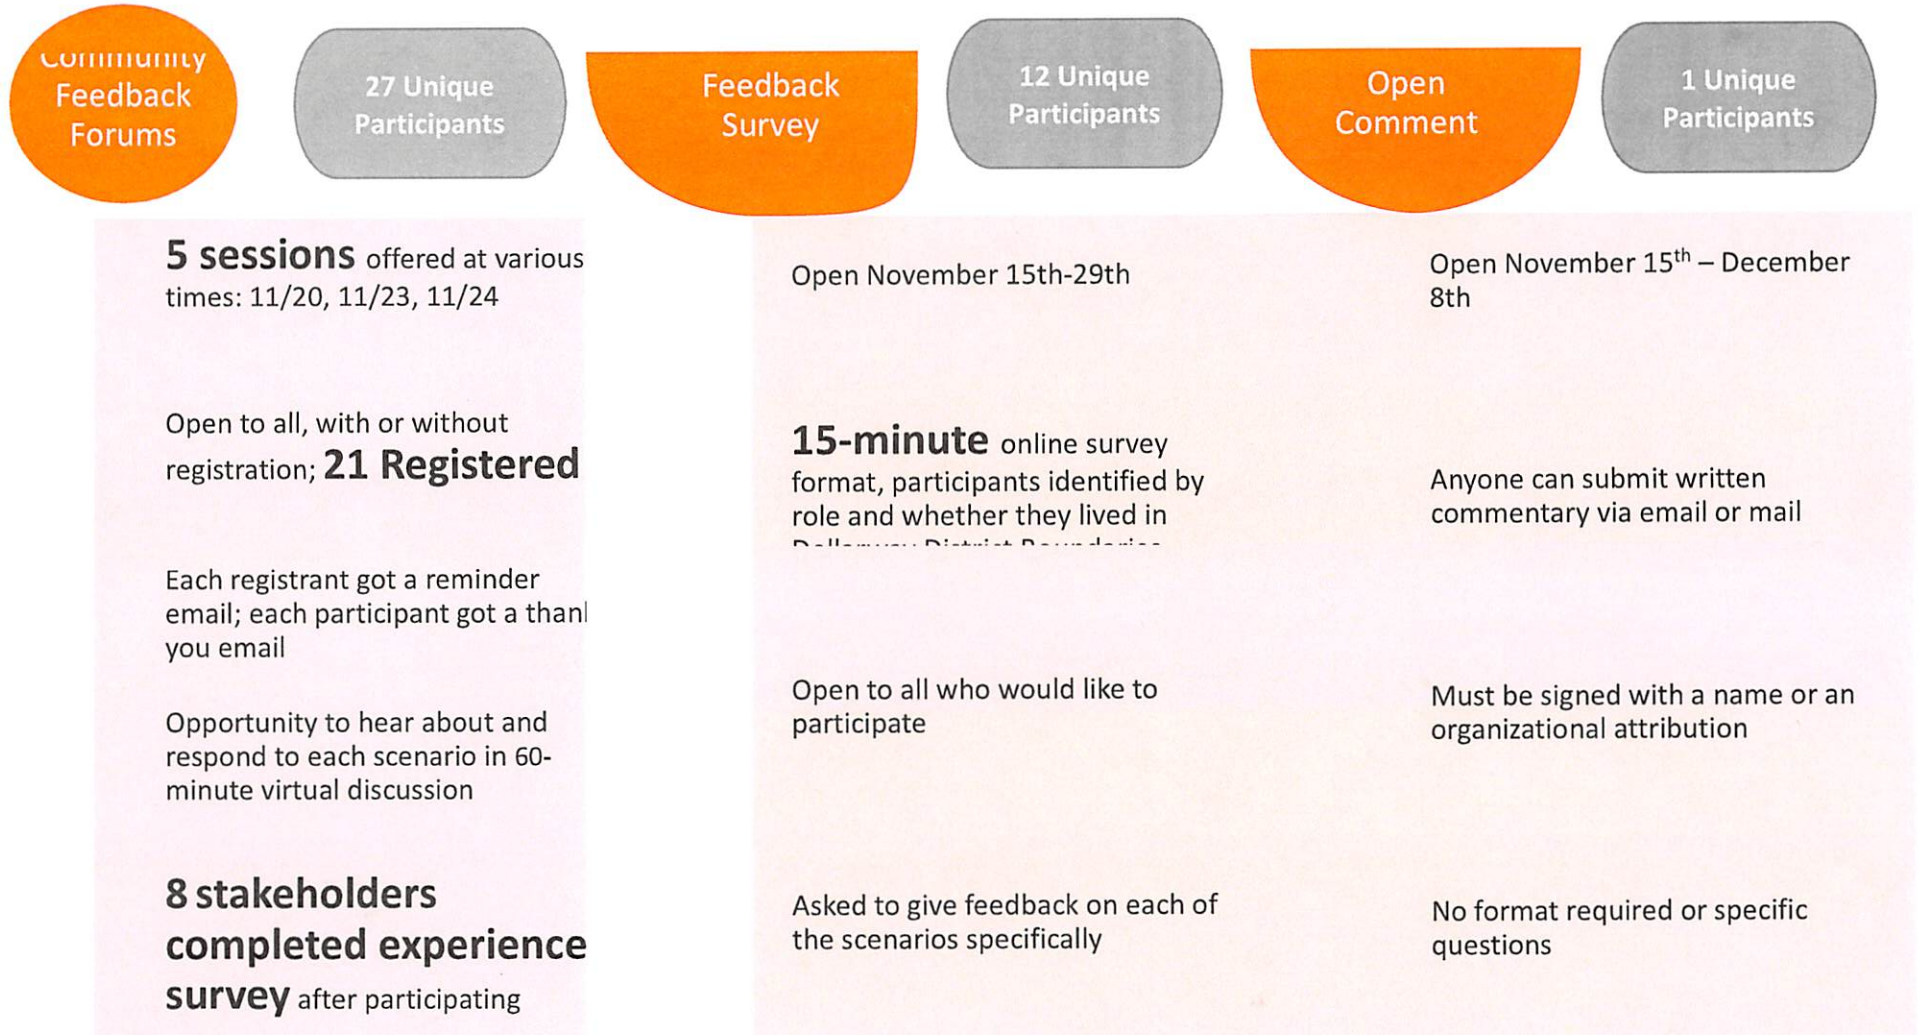 Community
Feedback
Forums
27 Unique
Participants
Feedback
Survey
12 Unique
Participants
Open
Comment
1 Unique
Participants
5 sessions offered at various
times: 11/20, 11/23, 11/24
Open to all, with or without
registration; 21 Registered
Each registrant got a reminder
email; each participant got a than
you email
Opportunity to hear about and
respond to each scenario in 60-
minute virtual discussion
8 stakeholders
completed experience
survey after participating
Open November 15th-29th
15-minute online survey
format, participants identified by
role and whether they lived in
District
Open to all who would like to
participate
Asked to give feedback on each of
the scenarios specifically
Open November 15th – December
8th
Anyone can submit written
commentary via email or mail
Must be signed with a name or an
organizational attribution
No format required or specific
questions